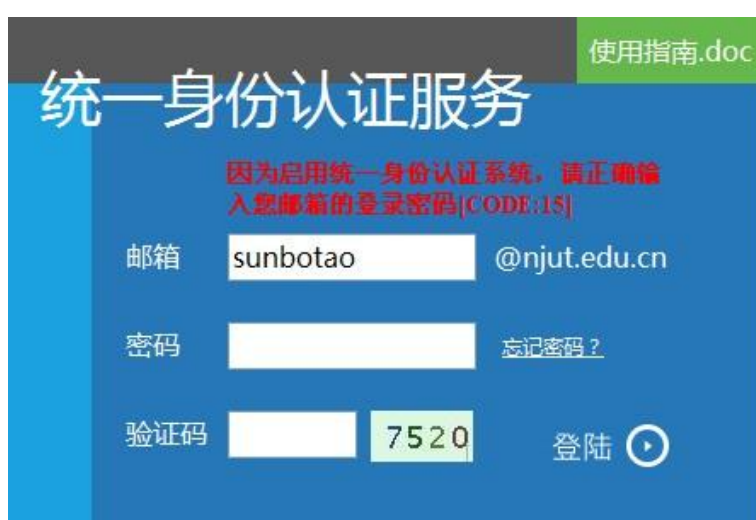 使用指南.doc
统一身份认证服务
因为启用统一身份认证系统，请正确输
入您邮箱的登录密码[CODE:15]
邮箱 sunbotao @njut.edu.cn
密码 忘记密码？
验证码 7520 登陆